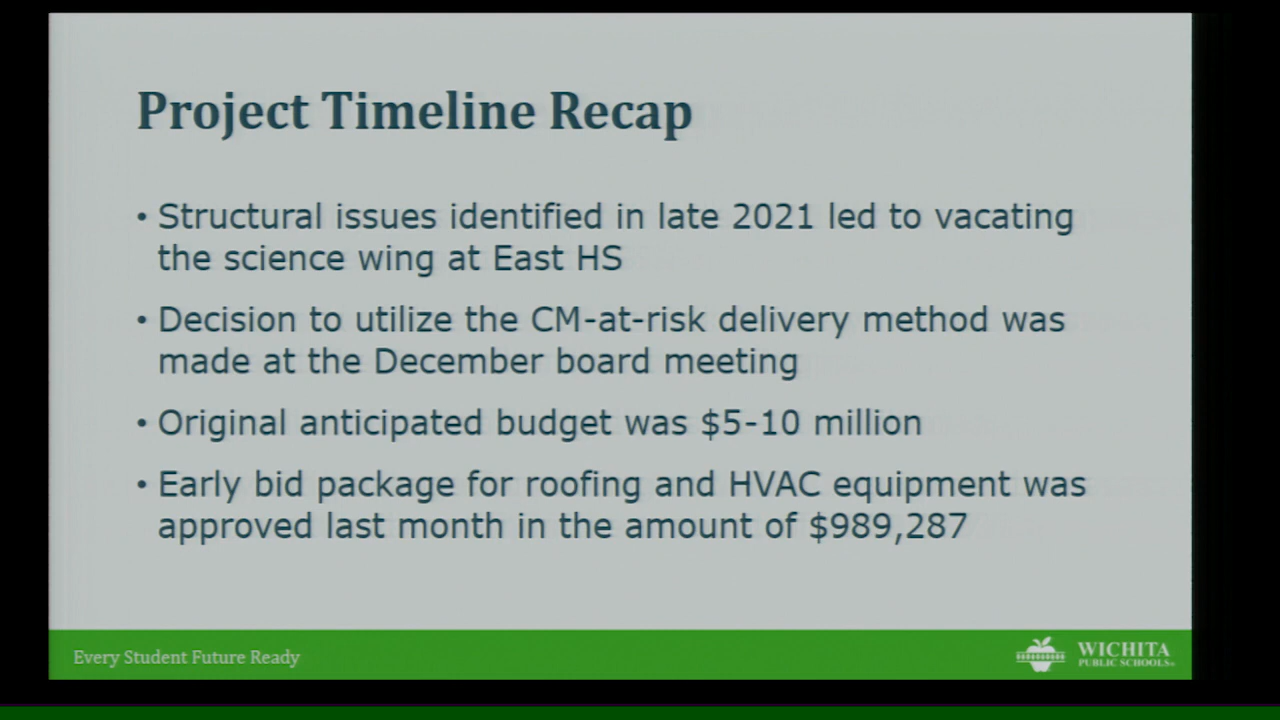 Project Timeline Recap
• Structural issues identified in late 2021 led to vacating
the science wing at East HS
• Decision to utilize the CM-at-risk delivery method was
made at the December board meeting
• Original anticipated budget was $5-10 million
• Early bid package for roofing and HVAC equipment was
approved last month in the amount of $989,287
Every Student Future Ready
WICHITA
PUBLIC SCHOOLS